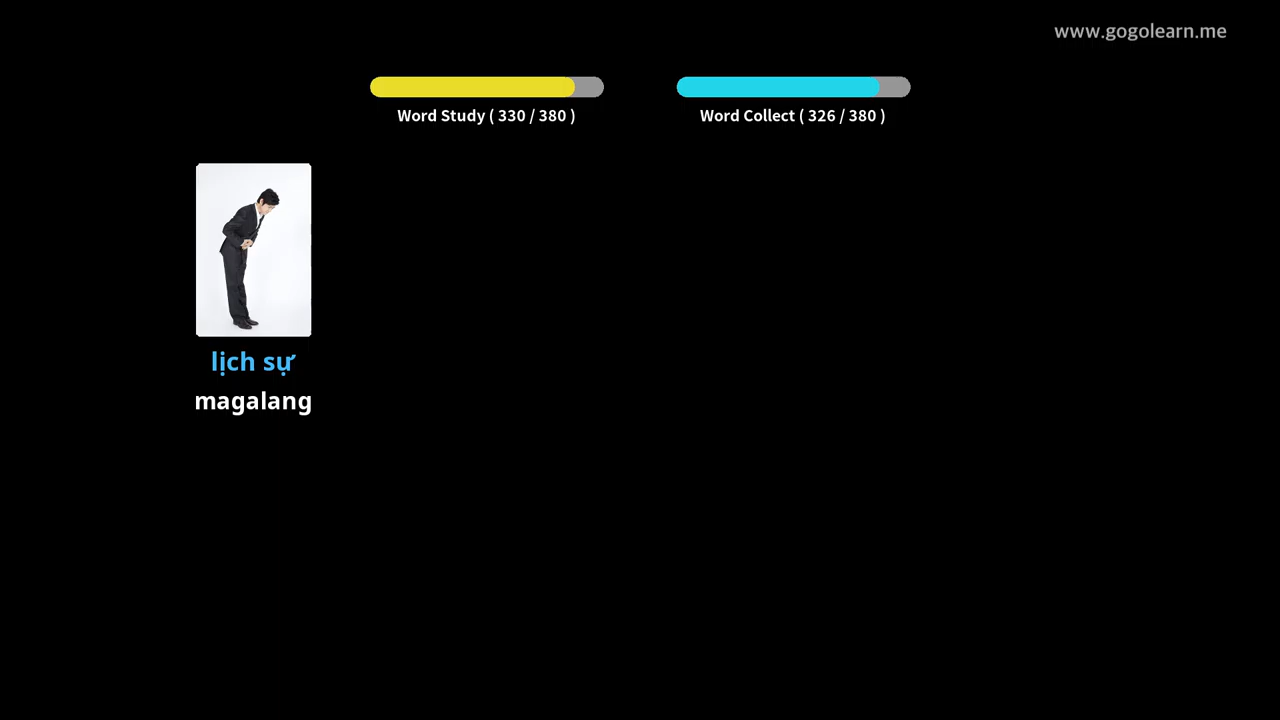 www.gogolearn.me
Word Study ( 330 / 380 )
Word Collect ( 326 / 380 )
lịch sự
magalang